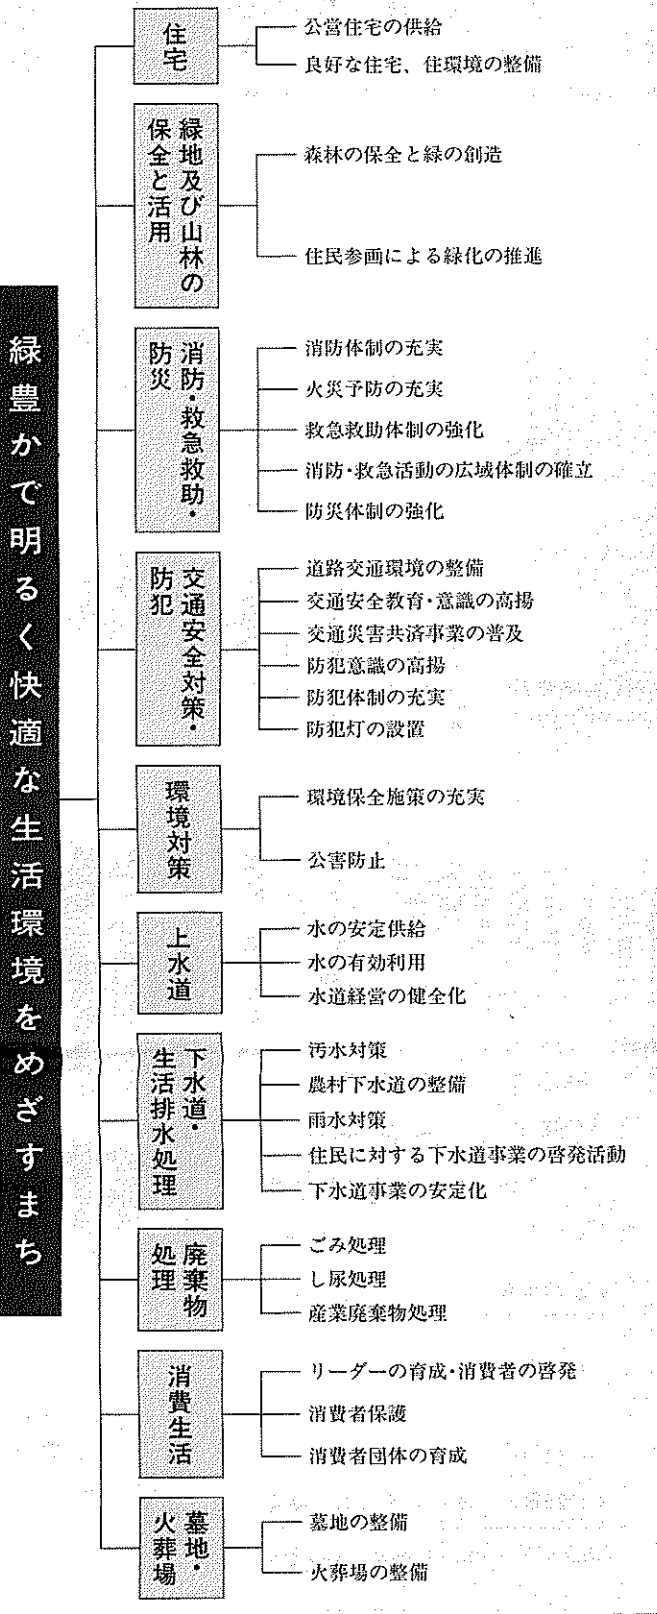 緑豊かで明るく快適な生活環境をめざすまち
住宅
公営住宅の供給
良好な住宅、住環境の整備
緑地及び山林の
保全と活用
森林の保全と緑の創造
住民参画による緑化の推進
消防・救急救助・
防災
消防体制の充実
火災予防の充実
救急救助体制の強化
消防・救急活動の広域体制の確立
防災体制の強化
交通安全対策・
防犯
道路交通環境の整備
交通安全教育・意識の高揚
交通災害共済事業の普及
防犯意識の高揚
防犯体制の充実
防犯灯の設置
環境対策
環境保全施策の充実
公害防止
上水道
水の安定供給
水の有効利用
水道経営の健全化
下水道・
生活排水処理
汚水対策
農村下水道の整備
雨水対策
住民に対する下水道事業の啓発活動
下水道事業の安定化
廃棄物
処理
ごみ処理
し尿処理
産業廃棄物処理
消費生活
リーダーの育成・消費者の啓発
消費者保護
消費者団体の育成
墓地・
火葬場
墓地の整備
火葬場の整備